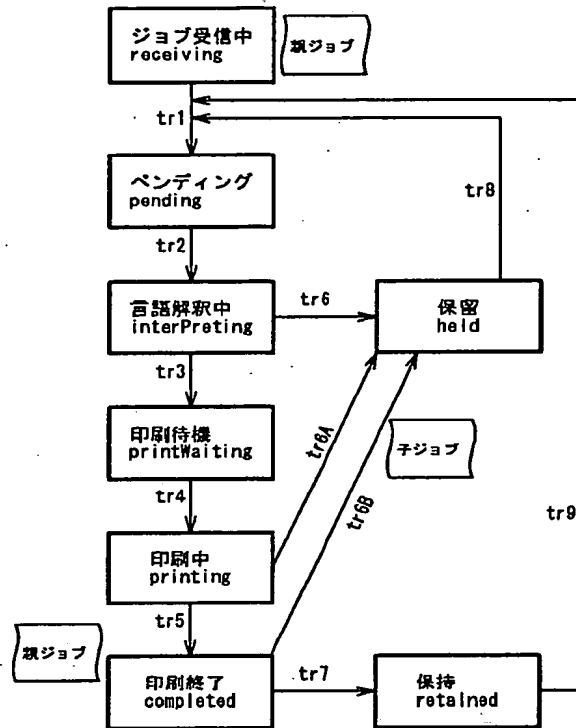 ジョブ受信中
receiving
親ジョブ
tr1
ペンディング
pending
tr8
tr2
言語解釈中
interPreting
tr6
保留
held
tr3
印刷待機
printWaiting
tr6A
子ジョブ
tr4
tr6B
tr9
印刷中
printing
tr5
親ジョブ
印刷終了
completed
tr7
保持
retained